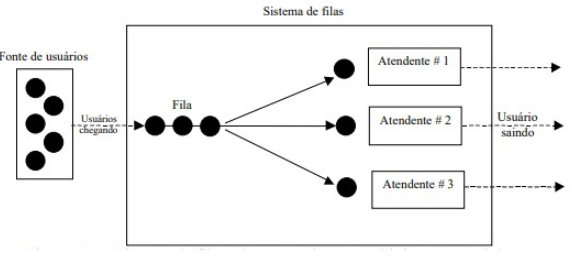 Sistema de filas
Fonte de usuários
Atendente # 1
Fila
Usuários
chegando
Atendente # 2
Usuário
saindo
Atendente # 3